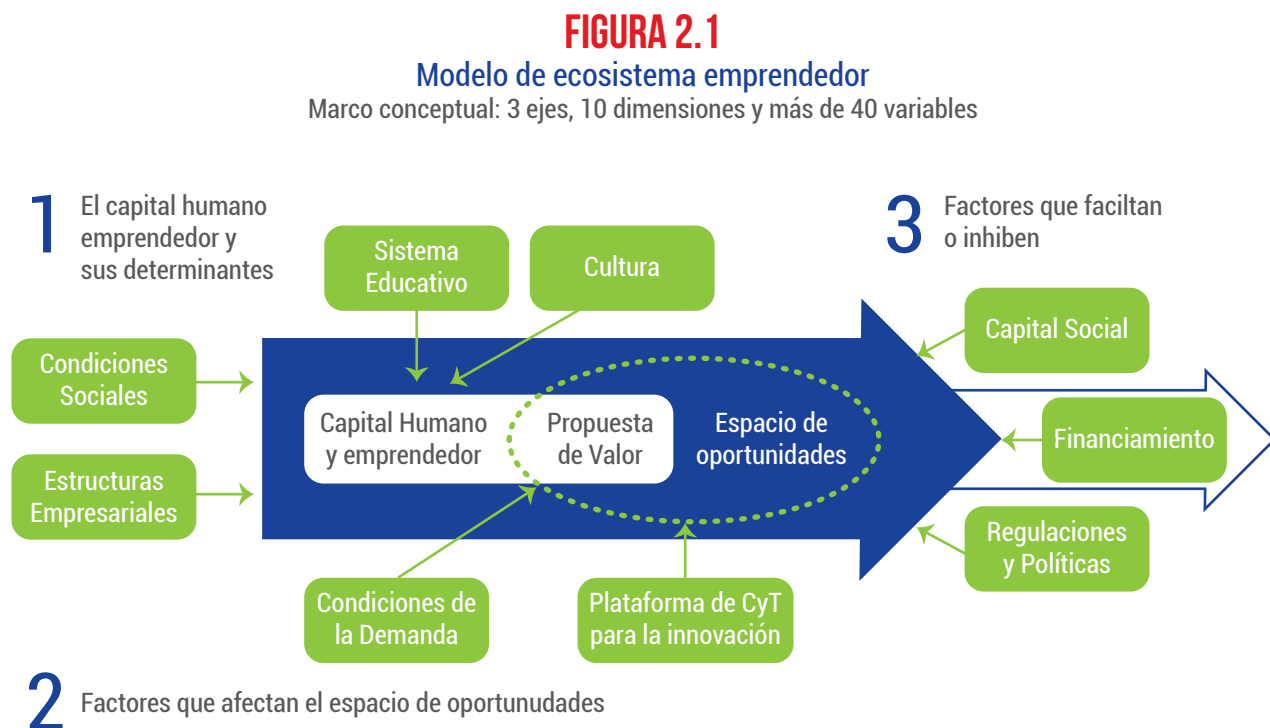 FIGURA 2.1
Modelo de ecosistema emprendedor
Marco conceptual: 3 ejes, 10 dimensiones y más de 40 variables
1
El capital humano
emprendedor y
sus determinantes
Sistema
Educativo
Cultura
3
Factores que faciltan
o inhiben
Condiciones
Sociales
Estructuras
Empresariales
Capital Humano
y emprendedor
Propuesta
de Valor
Espacio de
oportunidades
Capital Social
Financiamiento
Regulaciones
y Políticas
Condiciones de
la Demanda
Plataforma de CyT
para la innovación
2
Factores que afectan el espacio de oportunudades